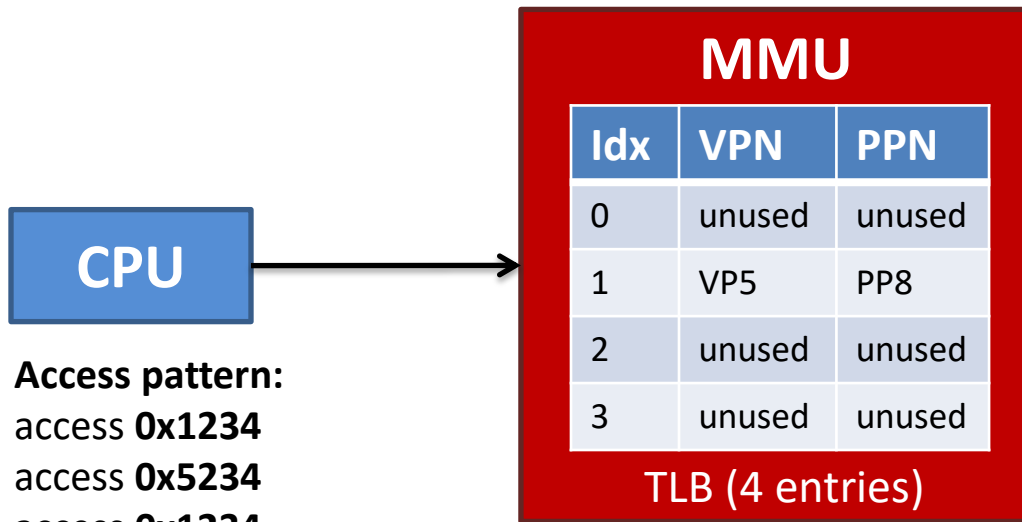 MMU
Idx VPN PPN
0 unused unused
1 VP5 PP8
2 unused unused
3 unused unused
TLB (4 entries)
CPU
Access pattern:
access 0x1234
access 0x5234